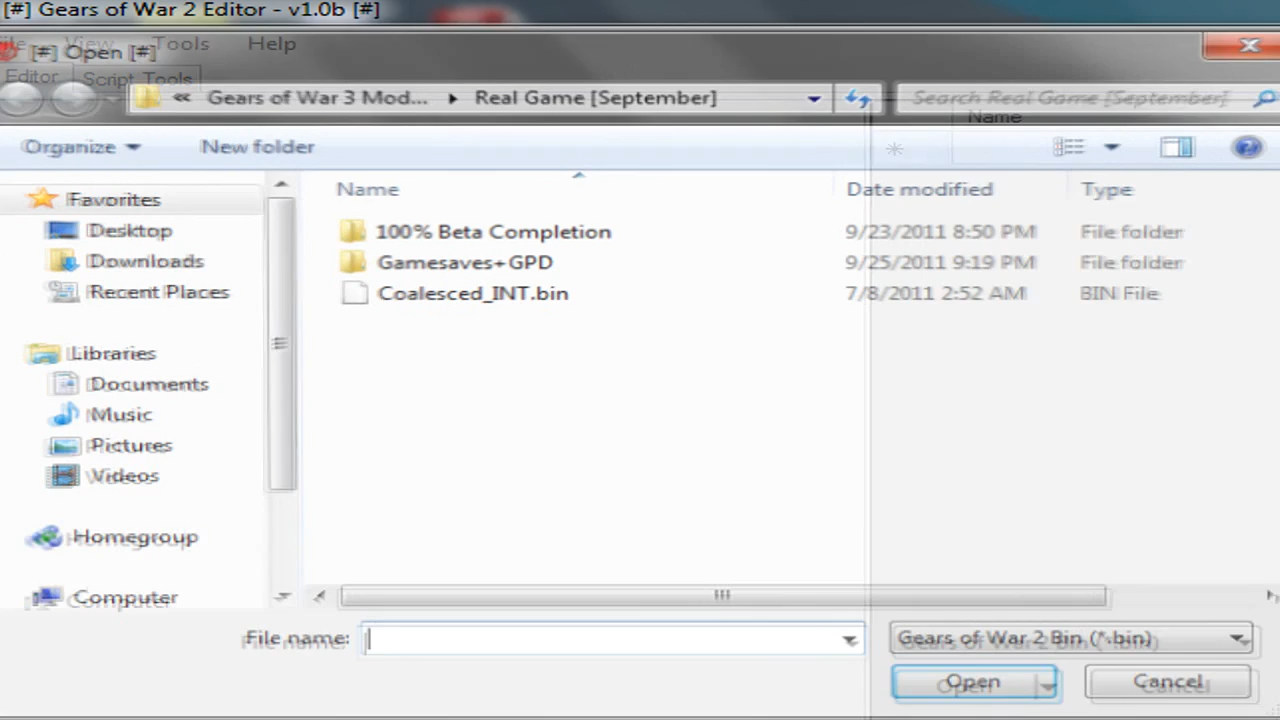 [#] Gears of War 2 Editor - v1.0b [#]
File View Tools Help
[#] Open [#]
Editor Script Tools
« Gears of War 3 Mod... Real Game [September] Search Real Game [September]
Name
Organize New folder
Name Date modified Type
Favorites
Desktop
Downloads
Recent Places
Libraries
Documents
Music
Pictures
Videos
Homegroup
Computer
100% Beta Completion 9/23/2011 8:50 PM File folder
Gamesaves+GPD 9/25/2011 9:19 PM File folder
Coalesced_INT.bin 7/8/2011 2:52 AM BIN File
File name: Gears of War 2 Bin (*.bin)
Open Cancel